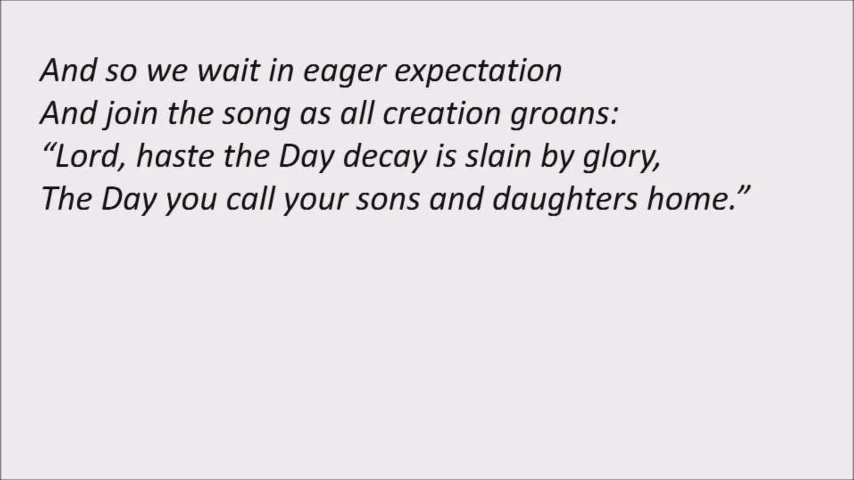 And so we wait in eager expectation
And join the song as all creation groans:
“Lord, haste the Day decay is slain by glory,
The Day you call your sons and daughters home.”